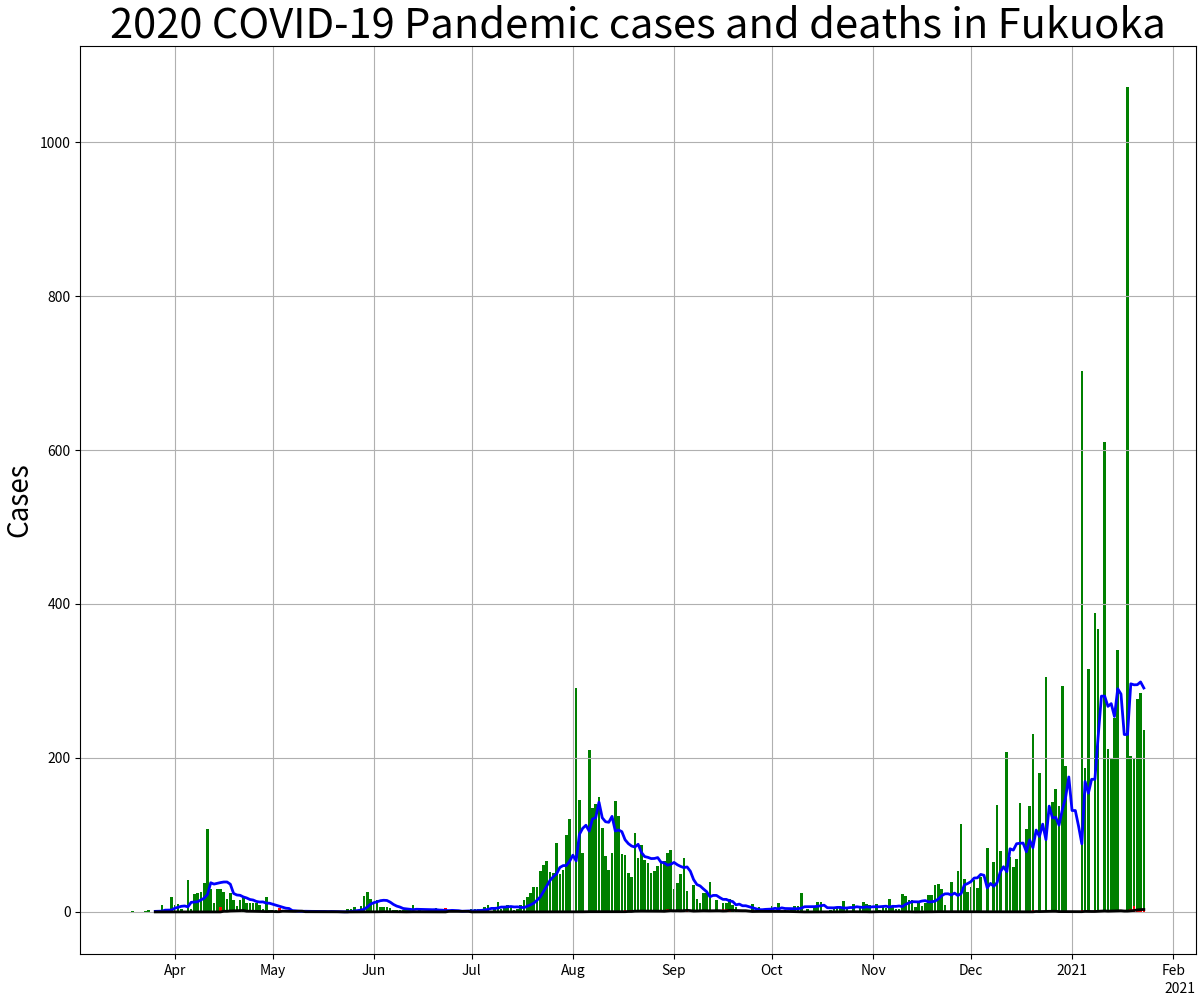 2020 COVID-19 Pandemic cases and deaths in Fukuoka
Cases
1000
800
600
400
200
0
Apr May Jun Jul Aug Sep Oct Nov Dec 2021 Feb
2021